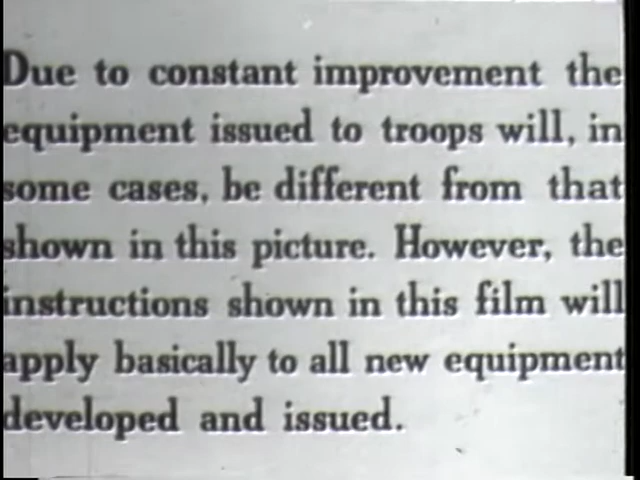 Due to constant improvement the
equipment issued to troops will, in
some cases, be different from that
shown in this picture. However, the
instructions shown in this film will
apply basically to all new equipment
developed and issued.